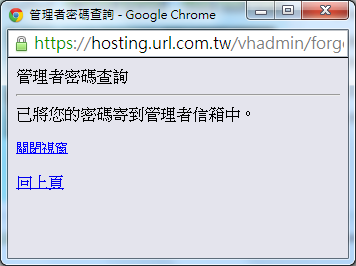 管理者密碼查詢 - Google Chrome
https://hosting.url.com.tw/vhadmin/forg
管理者密碼查詢
已將您的密碼寄到管理者信箱中。
關閉視窗
回上頁